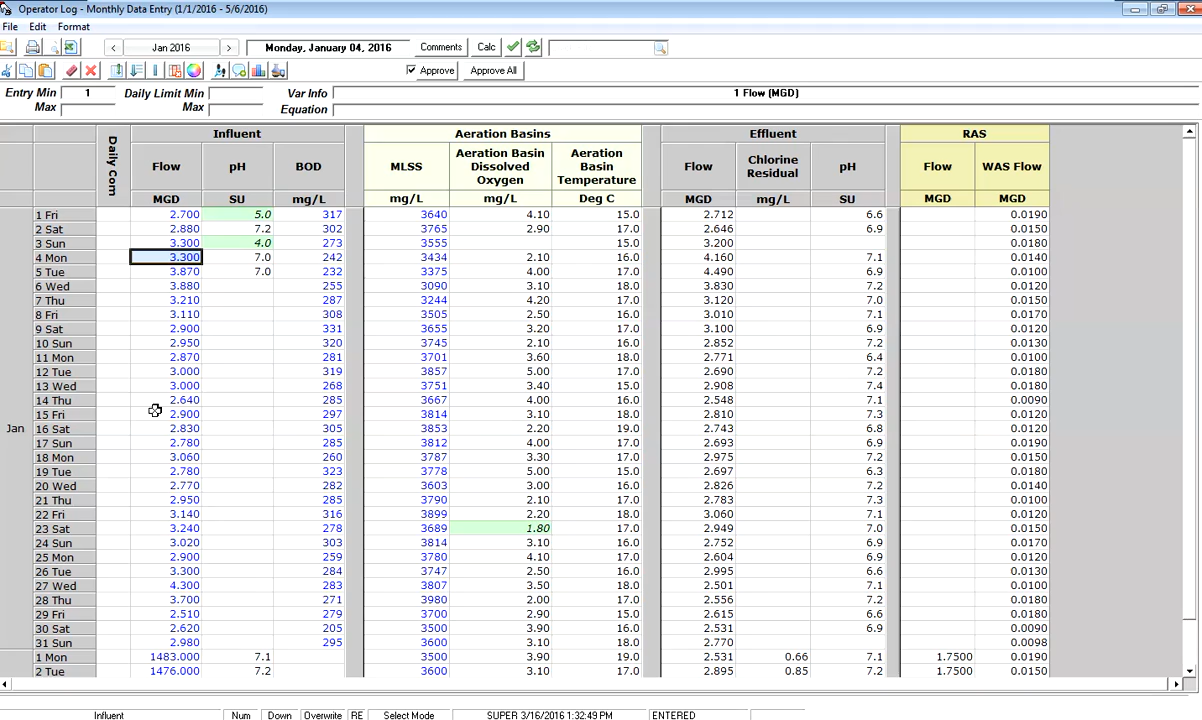 Operator Log - Monthly Data Entry (1/1/2016 - 5/6/2016)
File Edit Format
< Jan 2016 > Monday, January 04, 2016 Comments Calc
Approve Approve All
Entry Min 1 Daily Limit Min Var Info 1 Flow (MGD)
Max Max Equation
Daily Com
Influent Aeration Basins Effluent RAS
Flow pH BOD MLSS Aeration Basin Dissolved Oxygen Aeration Basin Temperature Flow Chlorine Residual pH Flow WAS Flow
MGD SU mg/L mg/L mg/L Deg C MGD mg/L SU MGD MGD
1 Fri 2.700 5.0 317 3640 4.10 15.0 2.712 6.6 0.0190
2 Sat 2.880 7.2 302 3765 2.90 17.0 2.646 6.9 0.0190
3 Sun 3.300 4.0 273 3555 15.0 3.200 0.0180
4 Mon 3.300 7.0 242 3434 2.10 16.0 4.160 7.1 0.0140
5 Tue 3.870 7.0 232 3375 4.00 17.0 4.490 6.9 0.0100
6 Wed 3.880 255 3090 3.10 18.0 3.830 7.2 0.0150
7 Thu 3.210 287 3244 4.20 17.0 3.120 7.0 0.0150
8 Fri 3.110 308 3505 2.50 16.0 3.010 7.1 0.0120
9 Sat 2.900 331 3655 3.20 17.0 3.100 6.9 0.0120
10 Sun 2.950 320 3745 2.10 16.0 2.852 7.2 0.0130
11 Mon 2.870 281 3701 3.60 18.0 2.771 6.4 0.0100
12 Tue 3.000 319 3857 5.00 17.0 2.690 7.2 0.0180
13 Wed 3.000 268 3751 3.40 15.0 2.908 7.4 0.0180
14 Thu 2.640 285 3667 4.00 17.0 2.548 7.1 0.0090
15 Fri 2.900 297 3814 3.10 18.0 2.810 7.3 0.0130
16 Sat 2.830 305 3853 2.20 19.0 2.743 6.8 0.0120
17 Sun 2.780 285 3812 4.00 17.0 2.693 6.9 0.0190
18 Mon 3.060 260 3787 3.30 17.0 2.975 7.2 0.0150
19 Tue 2.780 323 3778 5.00 15.0 2.697 6.3 0.0180
20 Wed 2.770 282 3603 3.00 16.0 2.826 7.2 0.0140
21 Thu 2.950 285 3790 2.10 17.0 2.783 7.3 0.0100
22 Fri 3.140 316 3899 2.20 18.0 3.060 7.1 0.0120
23 Sat 3.240 278 3689 1.80 17.0 2.949 7.0 0.0150
24 Sun 3.020 303 3814 3.10 16.0 2.752 6.9 0.0170
25 Mon 2.900 259 3780 4.10 17.0 2.604 6.9 0.0120
26 Tue 3.300 284 3747 2.50 16.0 2.995 6.6 0.0130
27 Wed 4.300 283 3807 3.50 18.0 2.501 7.1 0.0100
28 Thu 3.700 271 3980 2.00 17.0 2.556 7.2 0.0180
29 Fri 2.510 279 3700 2.90 15.0 2.615 6.6 0.0180
30 Sat 2.620 205 3500 3.90 16.0 2.531 6.9 0.0090
31 Sun 2.980 295 3600 3.10 18.0 2.770 0.0098
1 Mon 1483.000 7.1 3500 3.90 19.0 2.531 0.66 7.1 1.7500 0.0190
2 Tue 1476.000 7.2 3600 3.10 17.0 2.895 0.85 7.2 1.7500 0.0150
Jan
Influent Num Down Overwrite RE Select Mode SUPER 3/16/2016 1:32:49 PM ENTERED